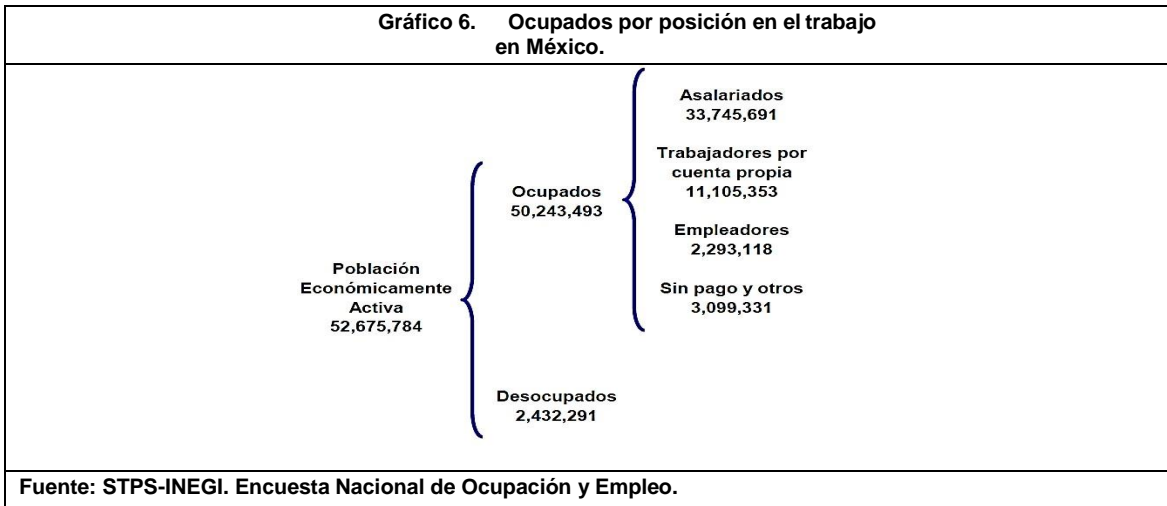 Gráfico 6. Ocupados por posición en el trabajo
en México.
Asalariados
33,745,691
Trabajadores por
cuenta propia
11,105,353
Empleadores
2,293,118
Sin pago y otros
3,099,331
Ocupados
50,243,493
Población
Económicamente
Activa
52,675,784
Desocupados
2,432,291
Fuente: STPS-INEGI. Encuesta Nacional de Ocupación y Empleo.